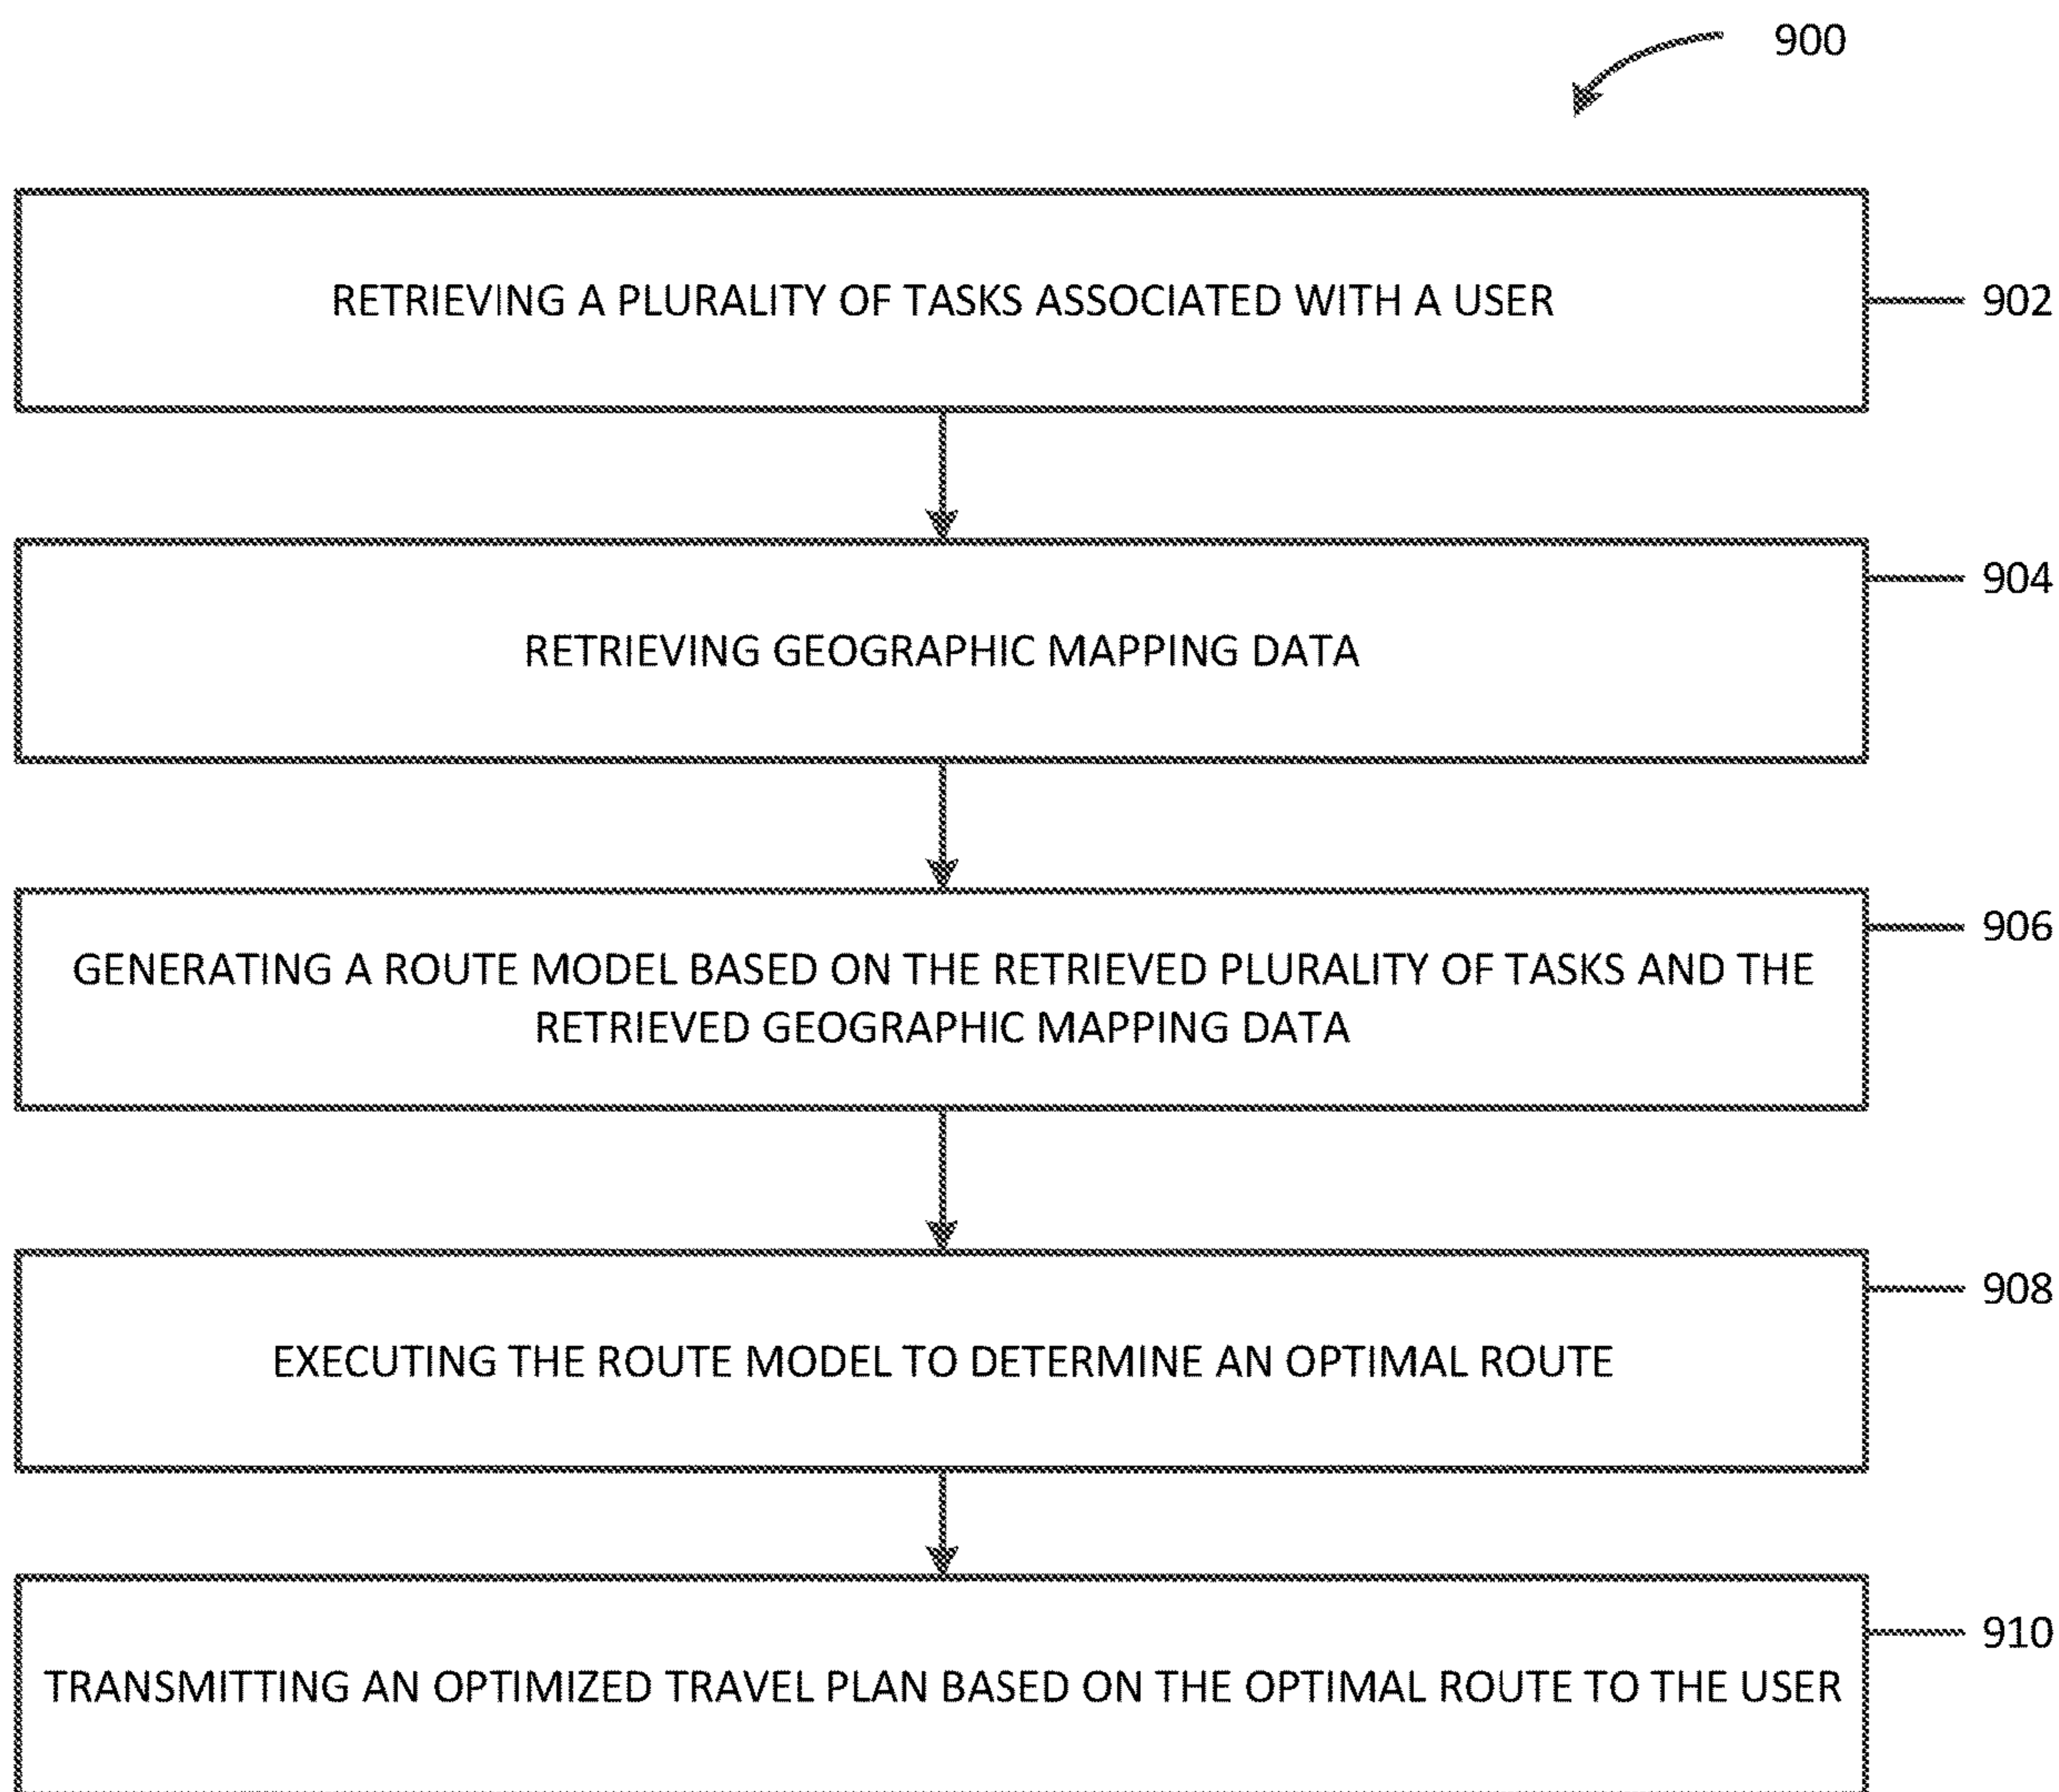 900
RETRIEVING A PLURALITY OF TASKS ASSOCIATED WITH A USER
902
904
RETRIEVING GEOGRAPHIC MAPPING DATA
906
GENERATING A ROUTE MODEL BASED ON THE RETRIEVED PLURALITY OF TASKS AND THE
RETRIEVED GEOGRAPHIC MAPPING DATA
908
EXECUTING THE ROUTE MODEL TO DETERMINE AN OPTIMAL ROUTE
910
TRANSMITTING AN OPTIMIZED TRAVEL PLAN BASED ON THE OPTIMAL ROUTE TO THE USER